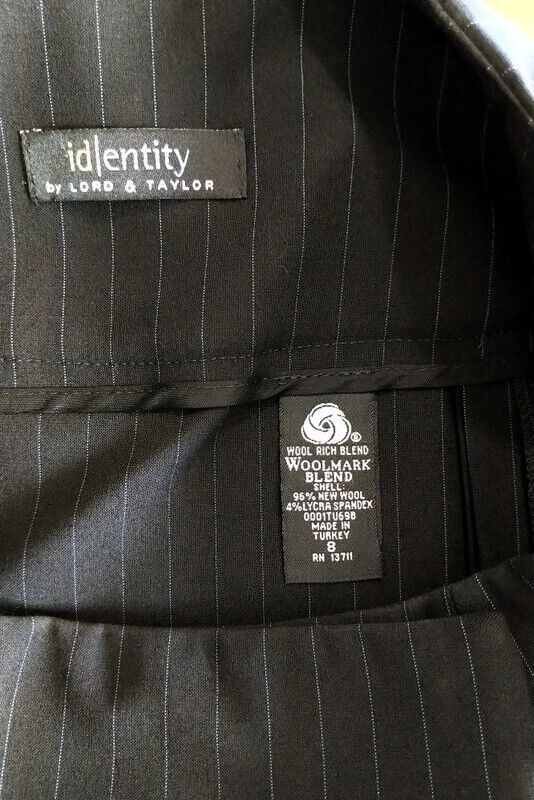 id|entity
by LORD & TAYLOR
®
WOOL RICH BLEND
WOOLMARK
BLEND
SHELL:
96% NEW WOOL
4% LYCRA SPANDEX
0001TU698
MADE IN
TURKEY
8
RN 13711